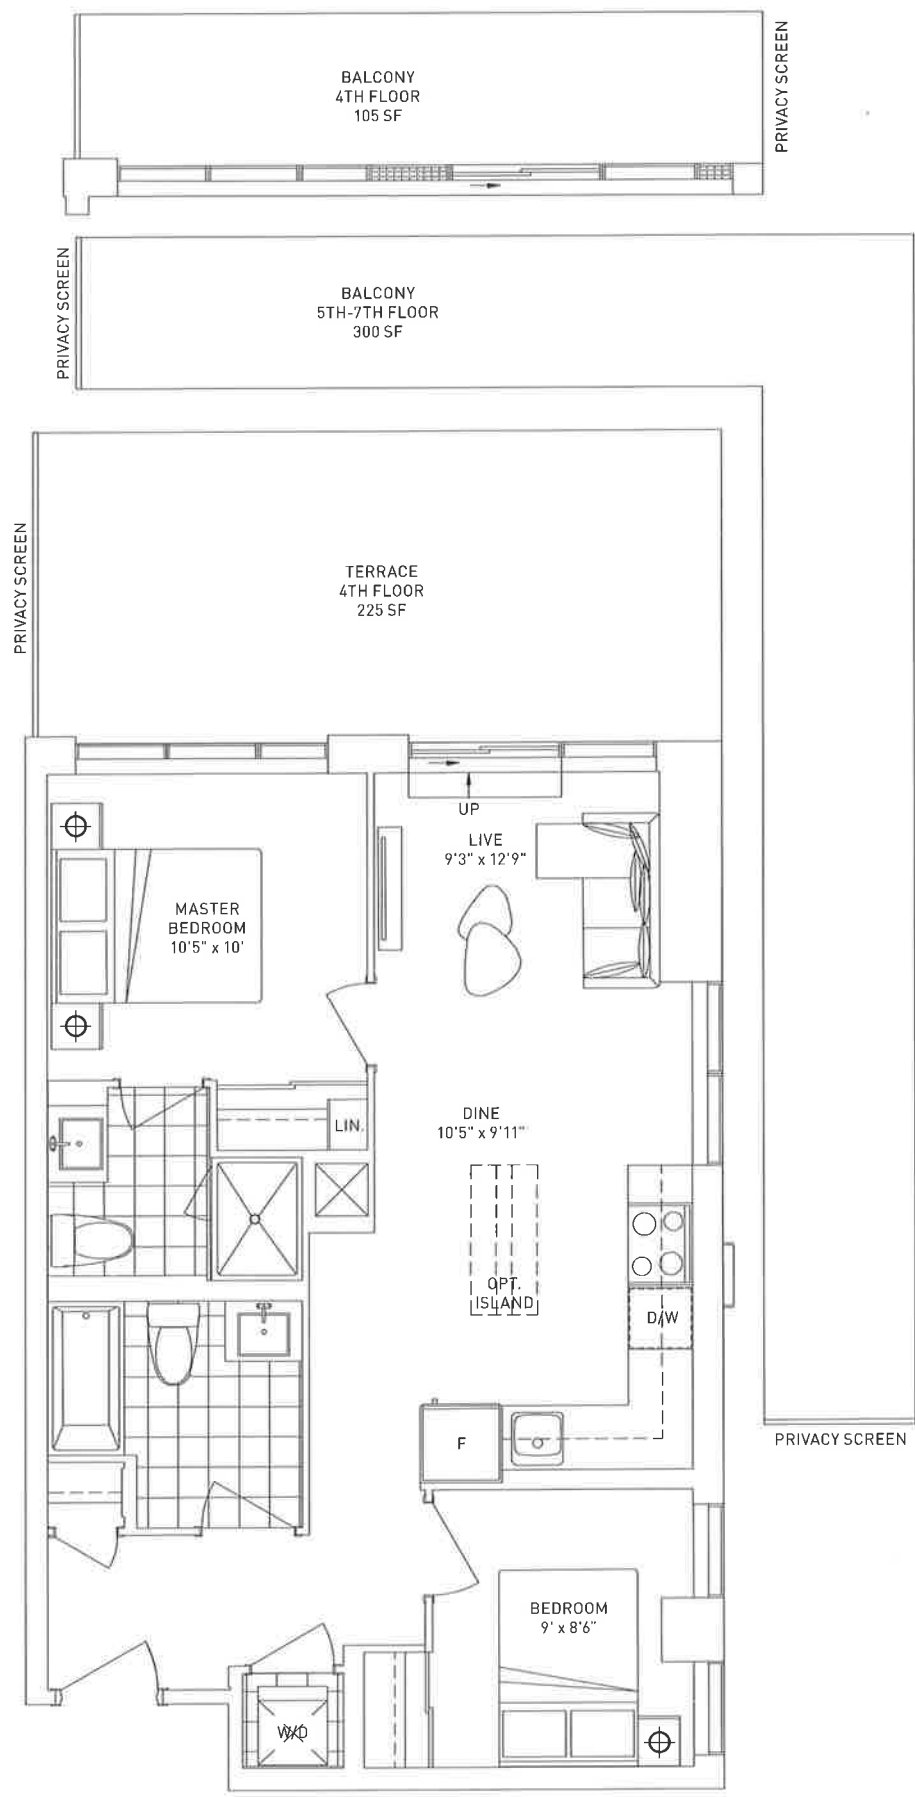 BALCONY
4TH FLOOR
105 SF
PRIVACY SCREEN
PRIVACY SCREEN
BALCONY
5TH-7TH FLOOR
300 SF
PRIVACY SCREEN
TERRACE
4TH FLOOR
225 SF
UP
LIVE
9'3" x 12'9"
MASTER
BEDROOM
10'5" x 10'
LIN.
DINE
10'5" x 9'11"
OPT.
ISLAND
D/W
F
PRIVACY SCREEN
BEDROOM
9' x 8'6"
W/D